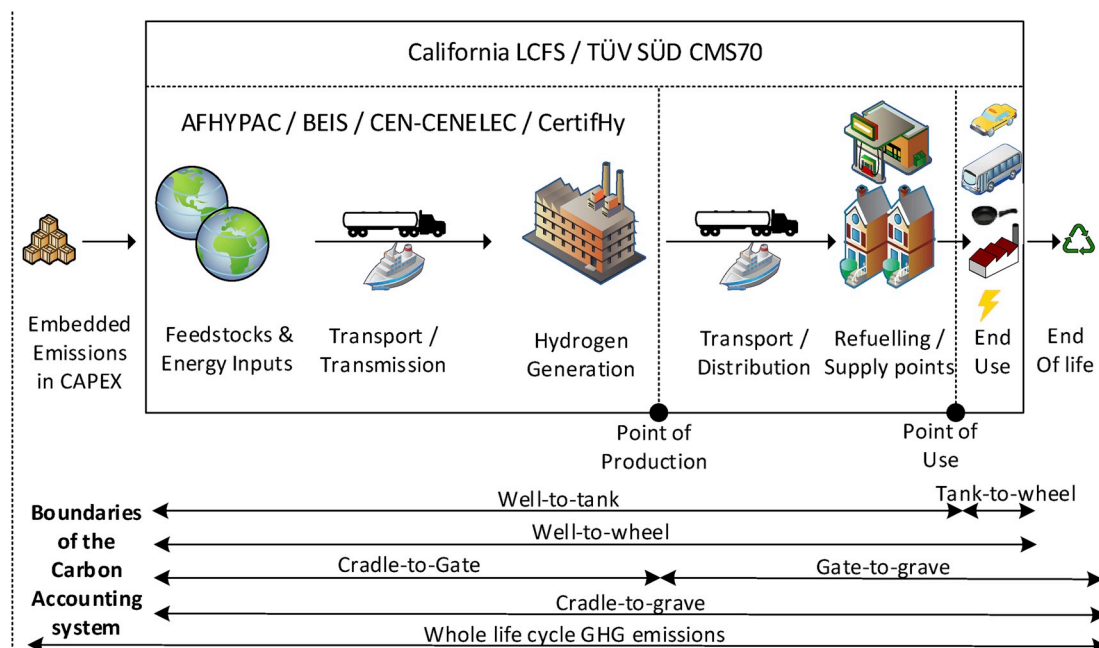 California LCFS / TÜV SÜD CMS70
AFHYPAC / BEIS / CEN-CENELEC / CertifHy
Embedded
Emissions
in CAPEX
Feedstocks &
Energy Inputs
Transport /
Transmission
Hydrogen
Generation
Transport /
Distribution
Refuelling /
Supply points
End
Use
End
Of life
Point of
Production
Point of
Use
Boundaries
of the
Carbon
Accounting
system
Well-to-tank
Tank-to-wheel
Well-to-wheel
Cradle-to-Gate
Gate-to-grave
Cradle-to-grave
Whole life cycle GHG emissions